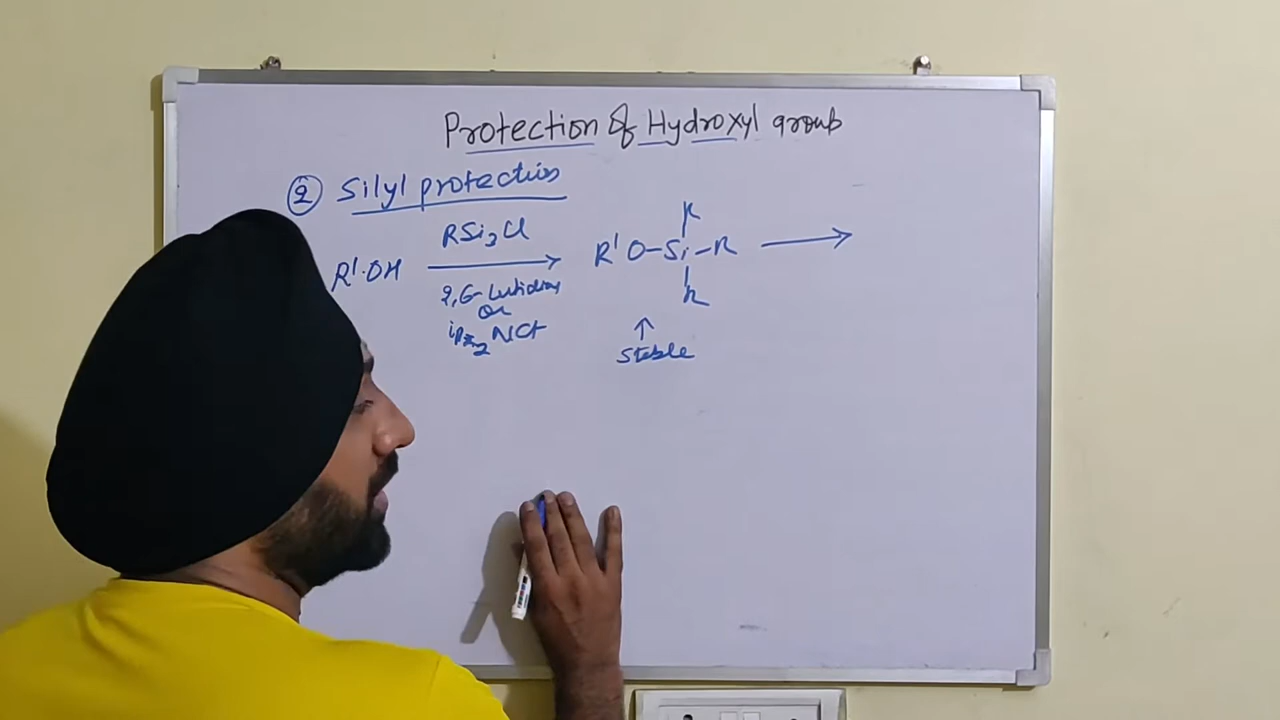 Protection of Hydroxyl group
② Silyl protection
R'·OH
RSi3Cl
2,6-Lutidine
or
iPr2NEt
R'O-Si-R
R
R
Stable